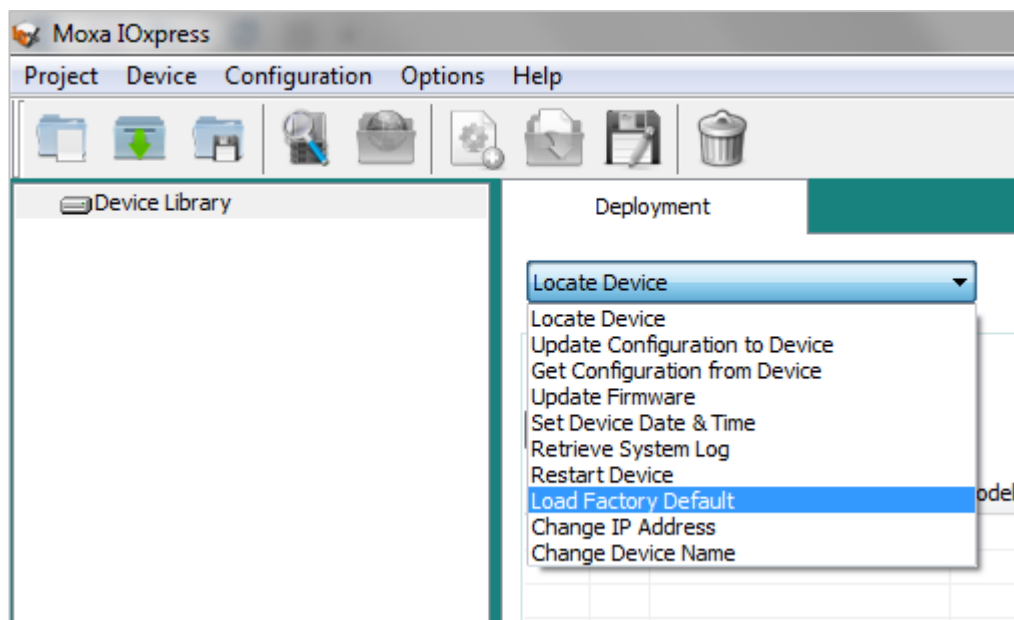 Moxa IOxpress
Project Device Configuration Options Help
Device Library
Deployment
Locate Device
Locate Device
Update Configuration to Device
Get Configuration from Device
Update Firmware
Set Device Date & Time
Retrieve System Log
Restart Device
Load Factory Default
odel
Change IP Address
Change Device Name